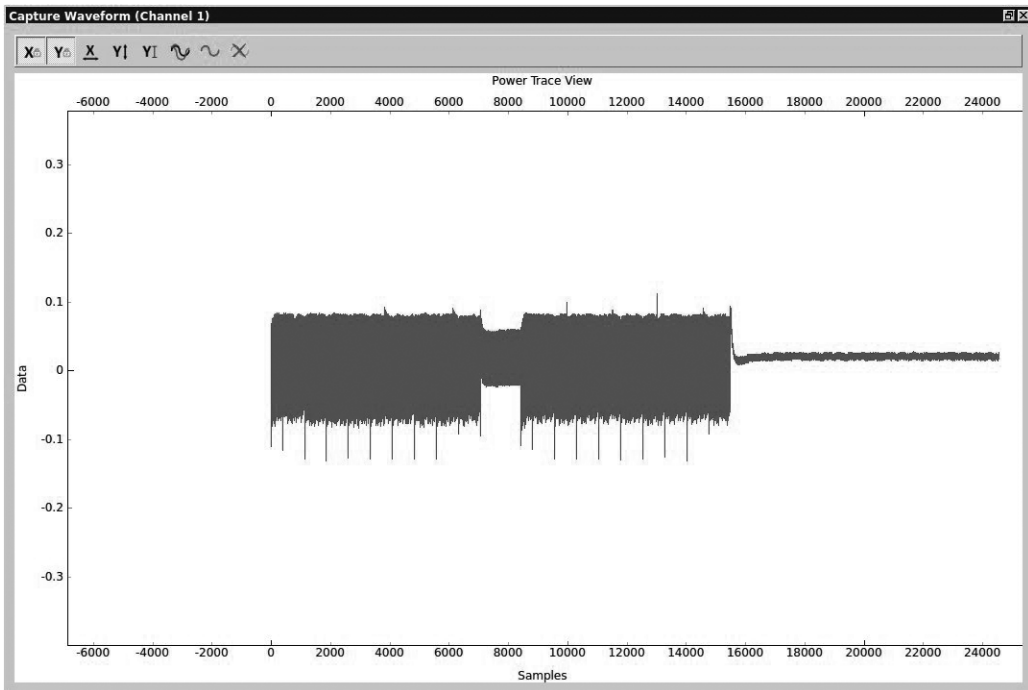 Capture Waveform (Channel 1)
X Y X Y Y
Power Trace View
-6000 -4000 -2000 0 2000 4000 6000 8000 10000 12000 14000 16000 18000 20000 22000 24000
0.3
0.2
0.1
0
-0.1
-0.2
-0.3
Data
-6000 -4000 -2000 0 2000 4000 6000 8000 10000 12000 14000 16000 18000 20000 22000 24000
Samples